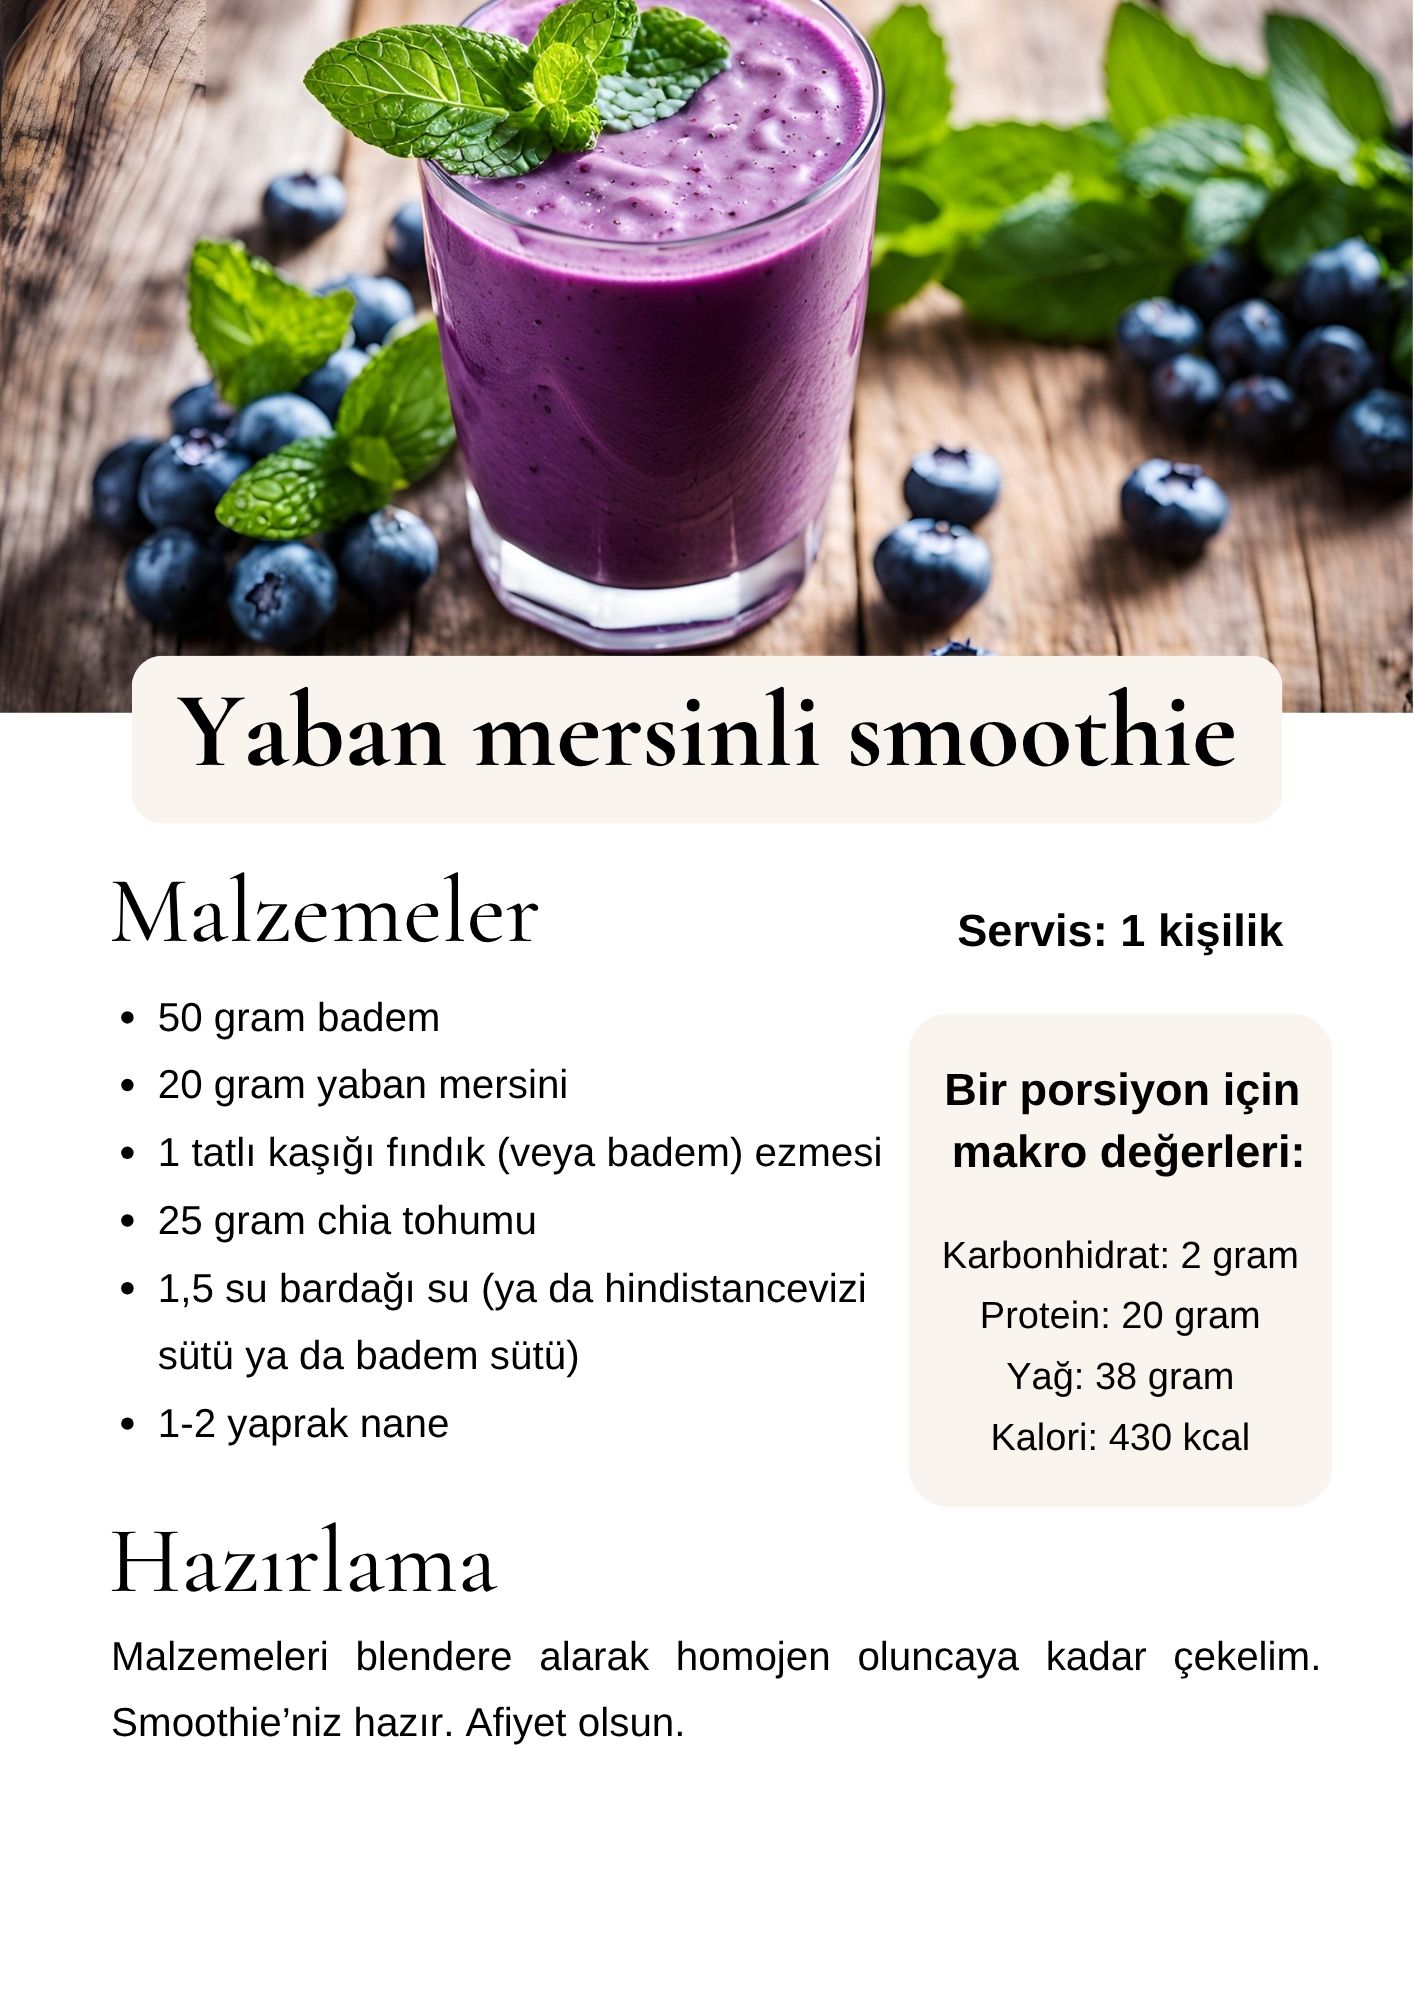 Yaban mersinli smoothie
Malzemeler
• 50 gram badem
• 20 gram yaban mersini
• 1 tatlı kaşığı fındık (veya badem) ezmesi
• 25 gram chia tohumu
• 1,5 su bardağı su (ya da hindistancevizi
sütü ya da badem sütü)
• 1-2 yaprak nane
Servis: 1 kişilik
Bir porsiyon için
makro değerleri:
Karbonhidrat: 2 gram
Protein: 20 gram
Yağ: 38 gram
Kalori: 430 kcal
Hazırlama
Malzemeleri blendere alarak homojen oluncaya kadar çekelim.
Smoothie’niz hazır. Afiyet olsun.